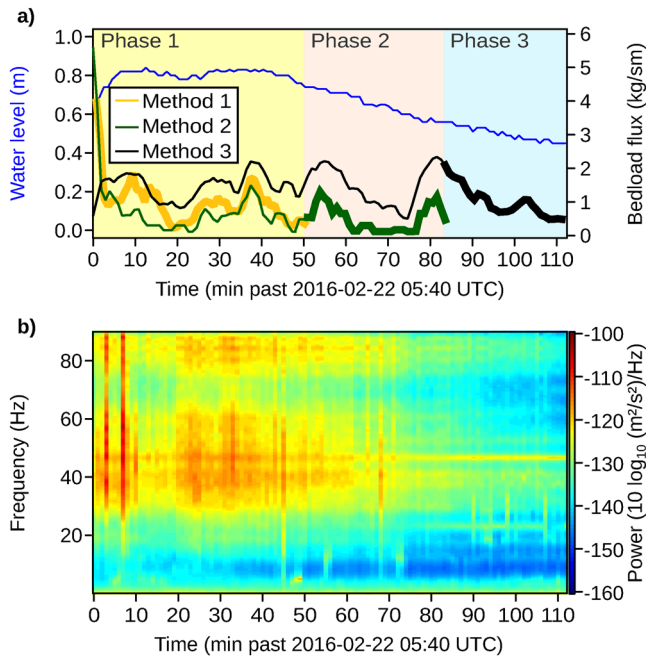 a)
Phase 1 Phase 2 Phase 3
Water level (m)
1.0
0.8
0.6
0.4
0.2
0.0
Method 1
Method 2
Method 3
6
5
4
3
2
1
0
Bedload flux (kg/sm)
0 10 20 30 40 50 60 70 80 90 100 110
Time (min past 2016-02-22 05:40 UTC)
b)
Frequency (Hz)
80
60
40
20
-100
-110
-120
-130
-140
-150
-160
Power (10 log10 (m²/s²)/Hz)
0 10 20 30 40 50 60 70 80 90 100 110
Time (min past 2016-02-22 05:40 UTC)